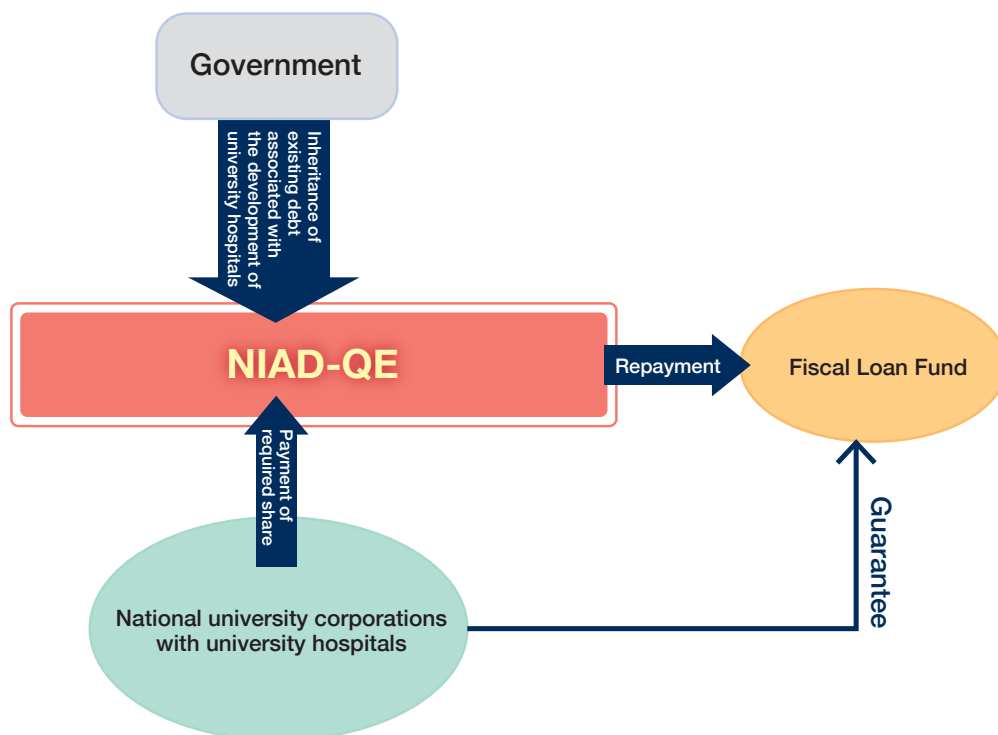 Government
Inheritance of
existing debt
associated with
the development of
university hospitals
NIAD-QE
Repayment
Fiscal Loan Fund
Payment of
required share
Guarantee
National university corporations
with university hospitals